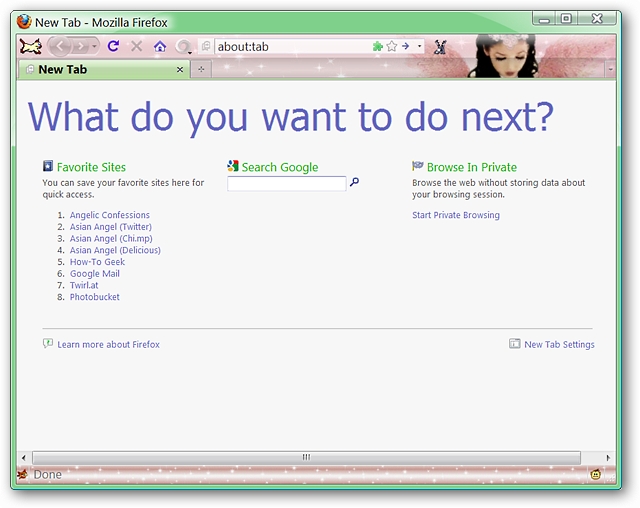 New Tab - Mozilla Firefox
about:tab
New Tab
What do you want to do next?
Favorite Sites
You can save your favorite sites here for
quick access.
1. Angelic Confessions
2. Asian Angel (Twitter)
3. Asian Angel (Chi.mp)
4. Asian Angel (Delicious)
5. How-To Geek
6. Google Mail
7. Twirl.at
8. Photobucket
Search Google
Browse In Private
Browse the web without storing data about
your browsing session.
Start Private Browsing
Learn more about Firefox
New Tab Settings
Done